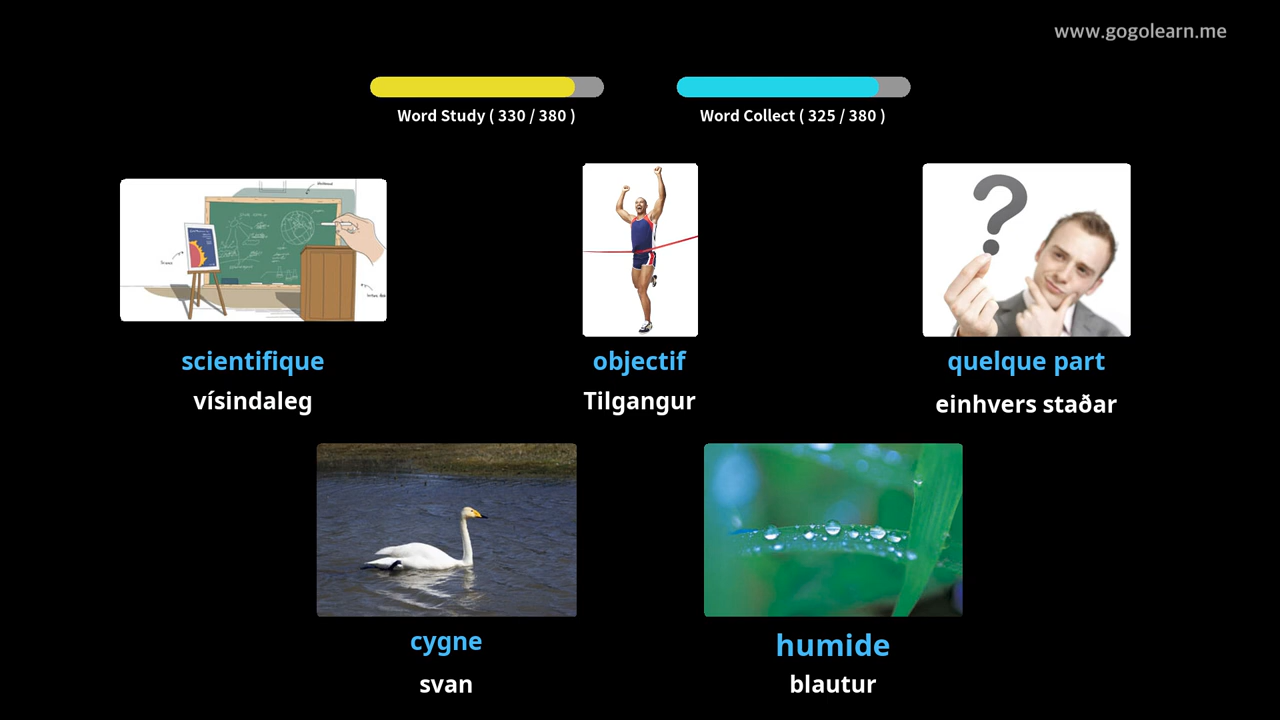 www.gogolearn.me
Word Study ( 330 / 380 )
Word Collect ( 325 / 380 )
scientifique
vísindaleg
objectif
Tilgangur
quelque part
einhvers staðar
cygne
svan
humide
blautur